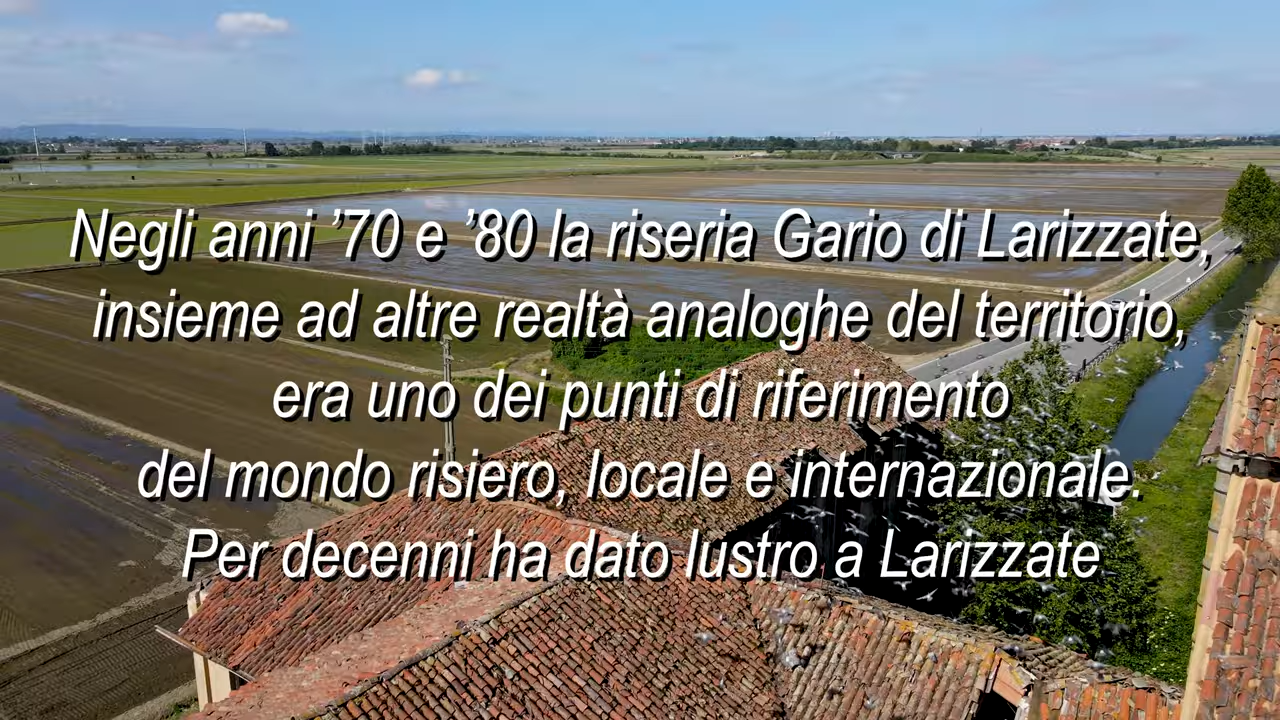 Negli anni ’70 e ’80 la riseria Gario di Larizzate,
insieme ad altre realtà analoghe del territorio,
era uno dei punti di riferimento
del mondo risiero, locale e internazionale.
Per decenni ha dato lustro a Larizzate